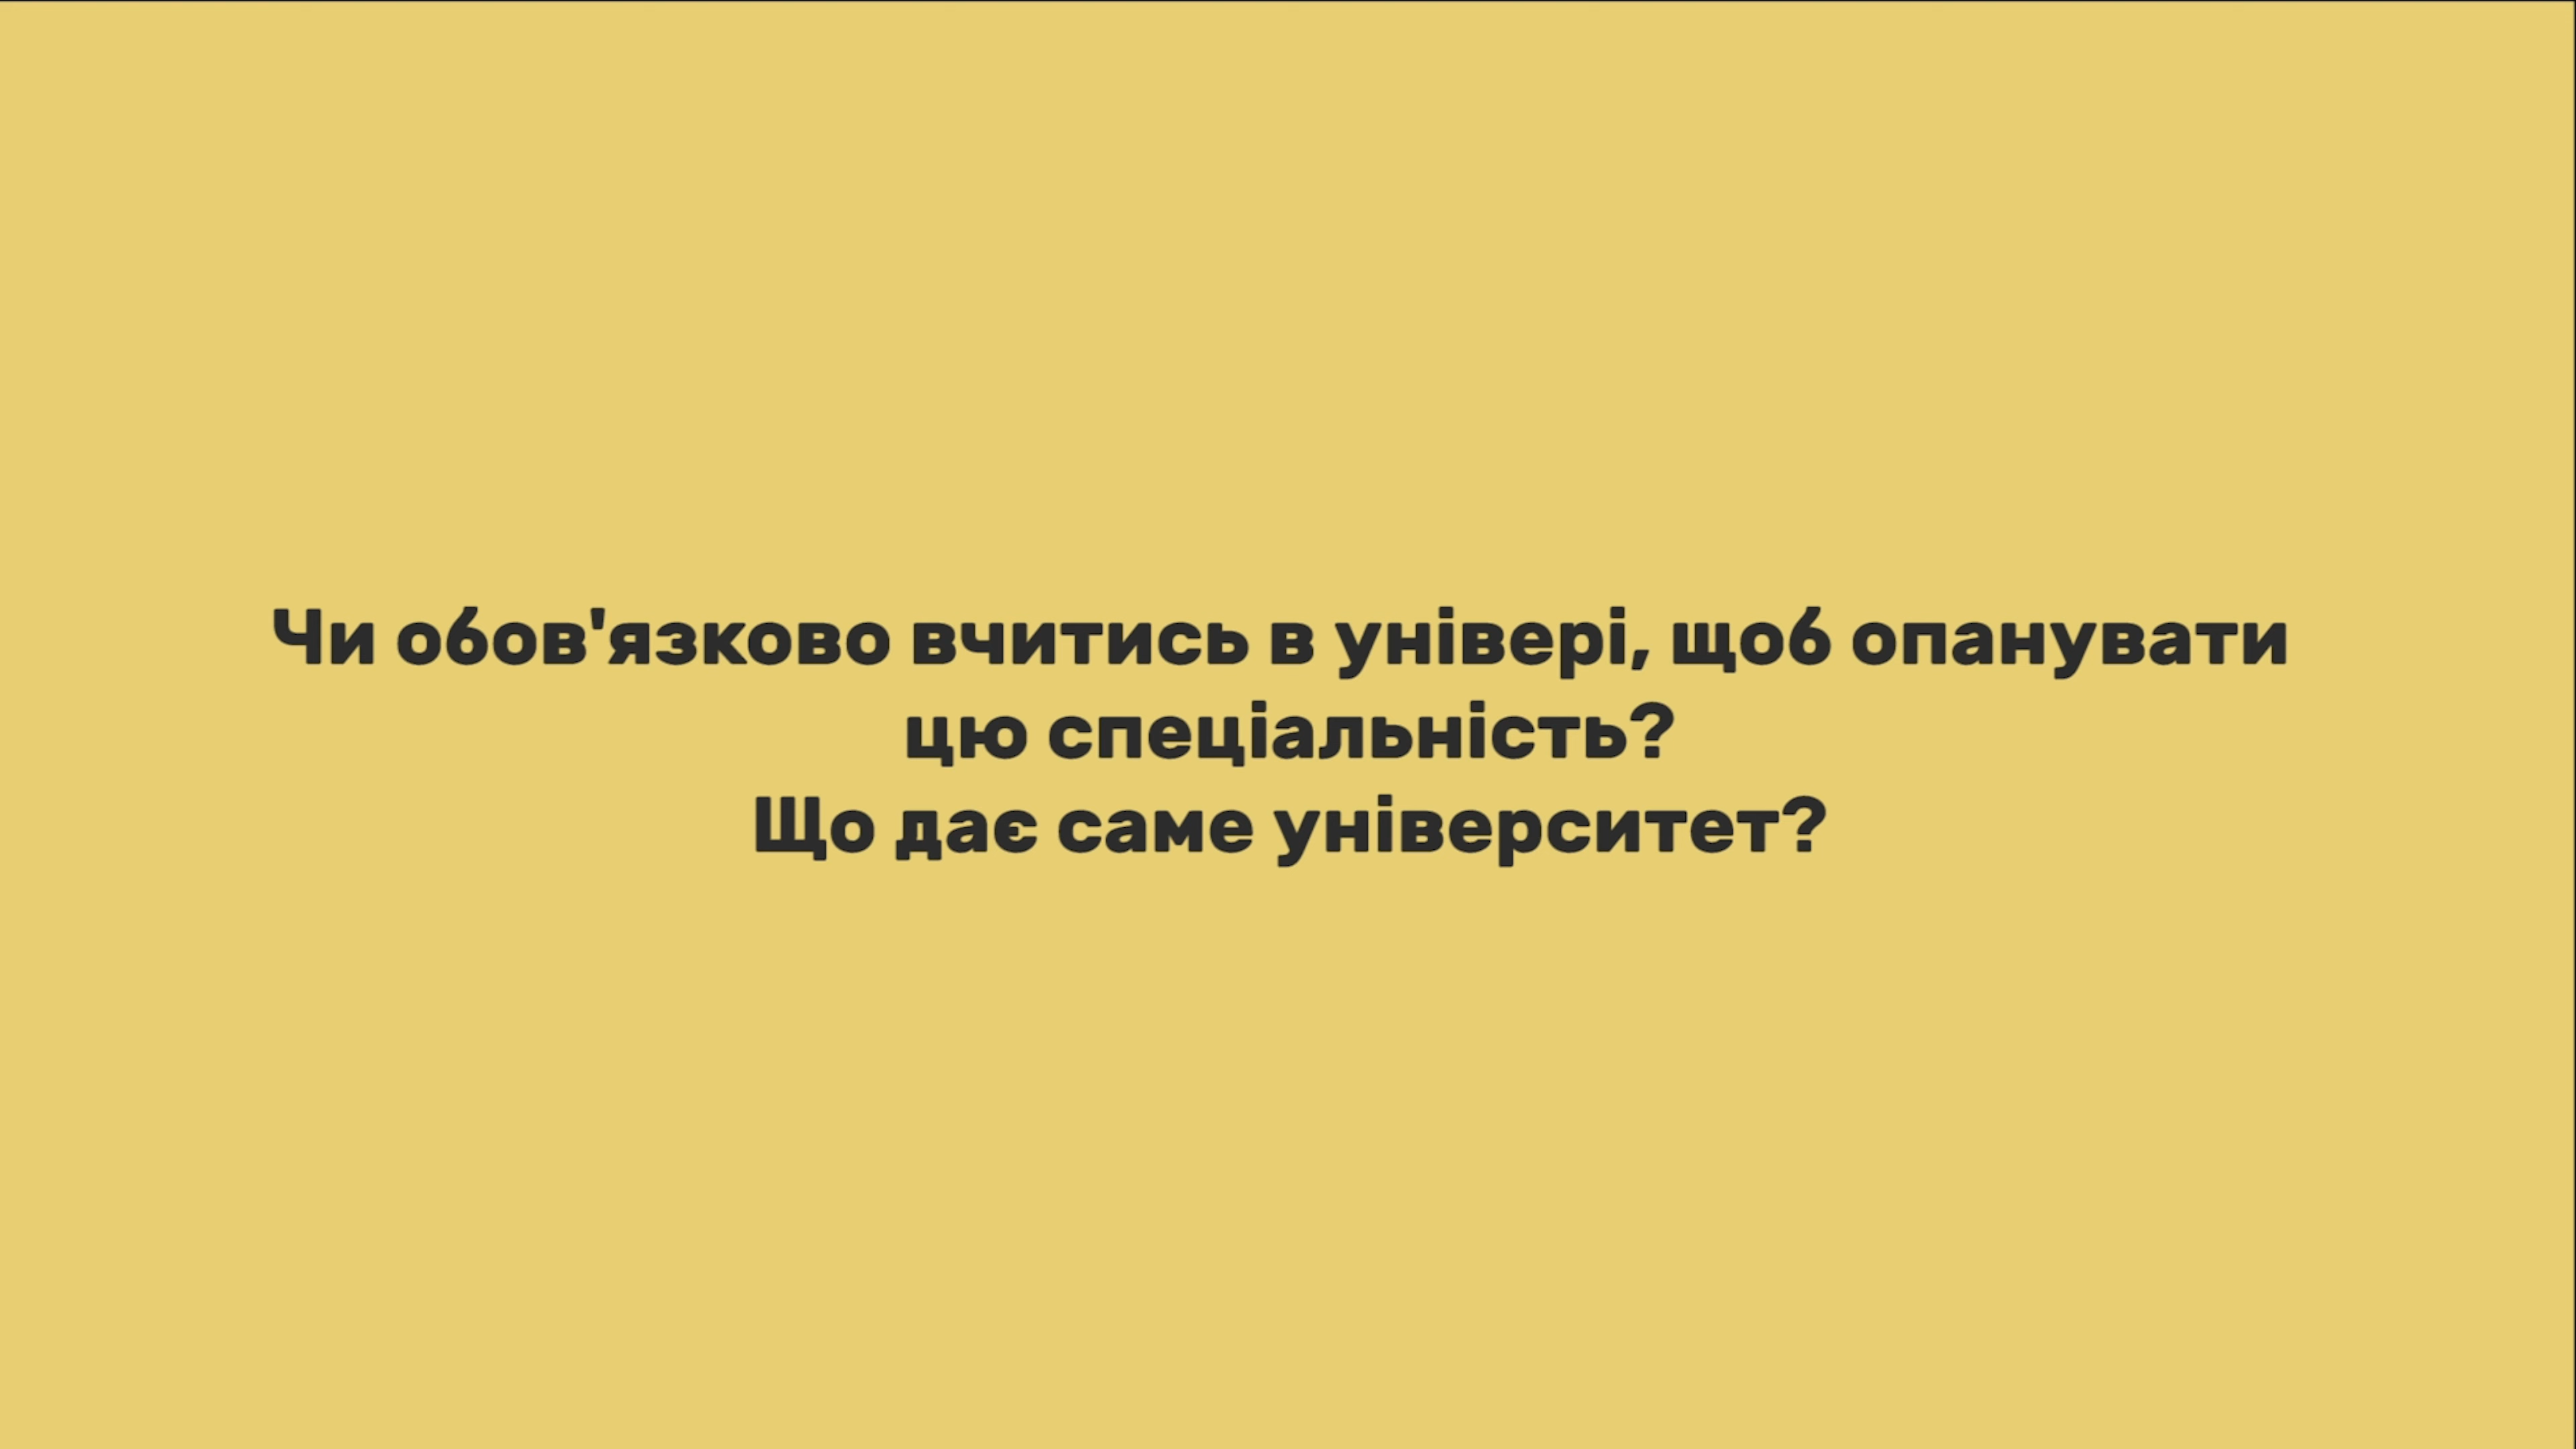 Чи обов'язково вчитись в універі, щоб опанувати
цю спеціальність?
Що дає саме університет?